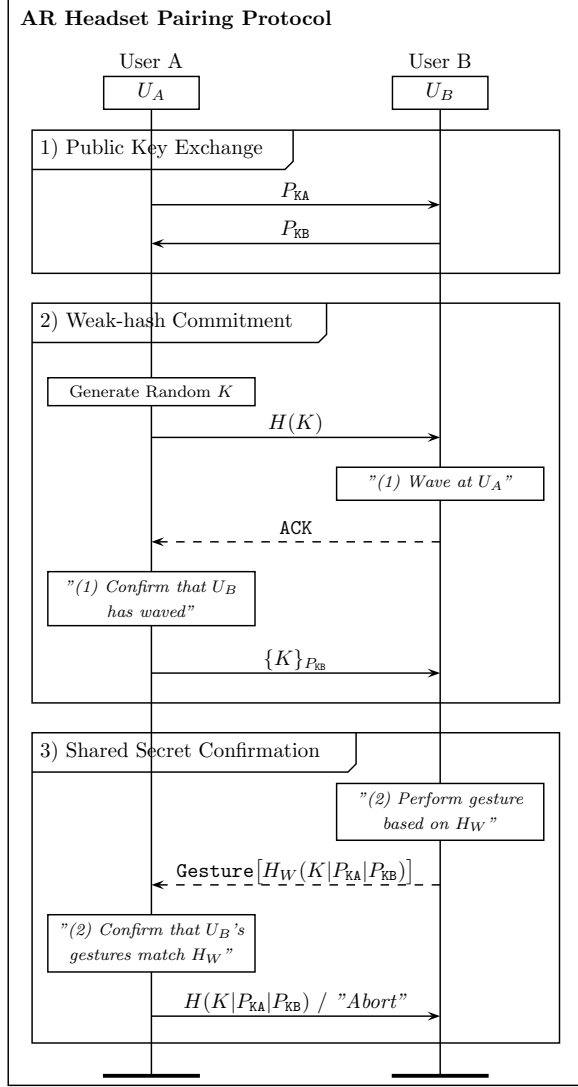 AR Headset Pairing Protocol
User A User B
U_A U_B
1) Public Key Exchange
P_KA
P_KB
2) Weak-hash Commitment
Generate Random K
H(K)
"(1) Wave at U_A"
ACK
"(1) Confirm that U_B
has waved"
{K}_P_KB
3) Shared Secret Confirmation
"(2) Perform gesture
based on H_W"
Gesture[H_W(K|P_KA|P_KB)]
"(2) Confirm that U_B's
gestures match H_W"
H(K|P_KA|P_KB) / "Abort"